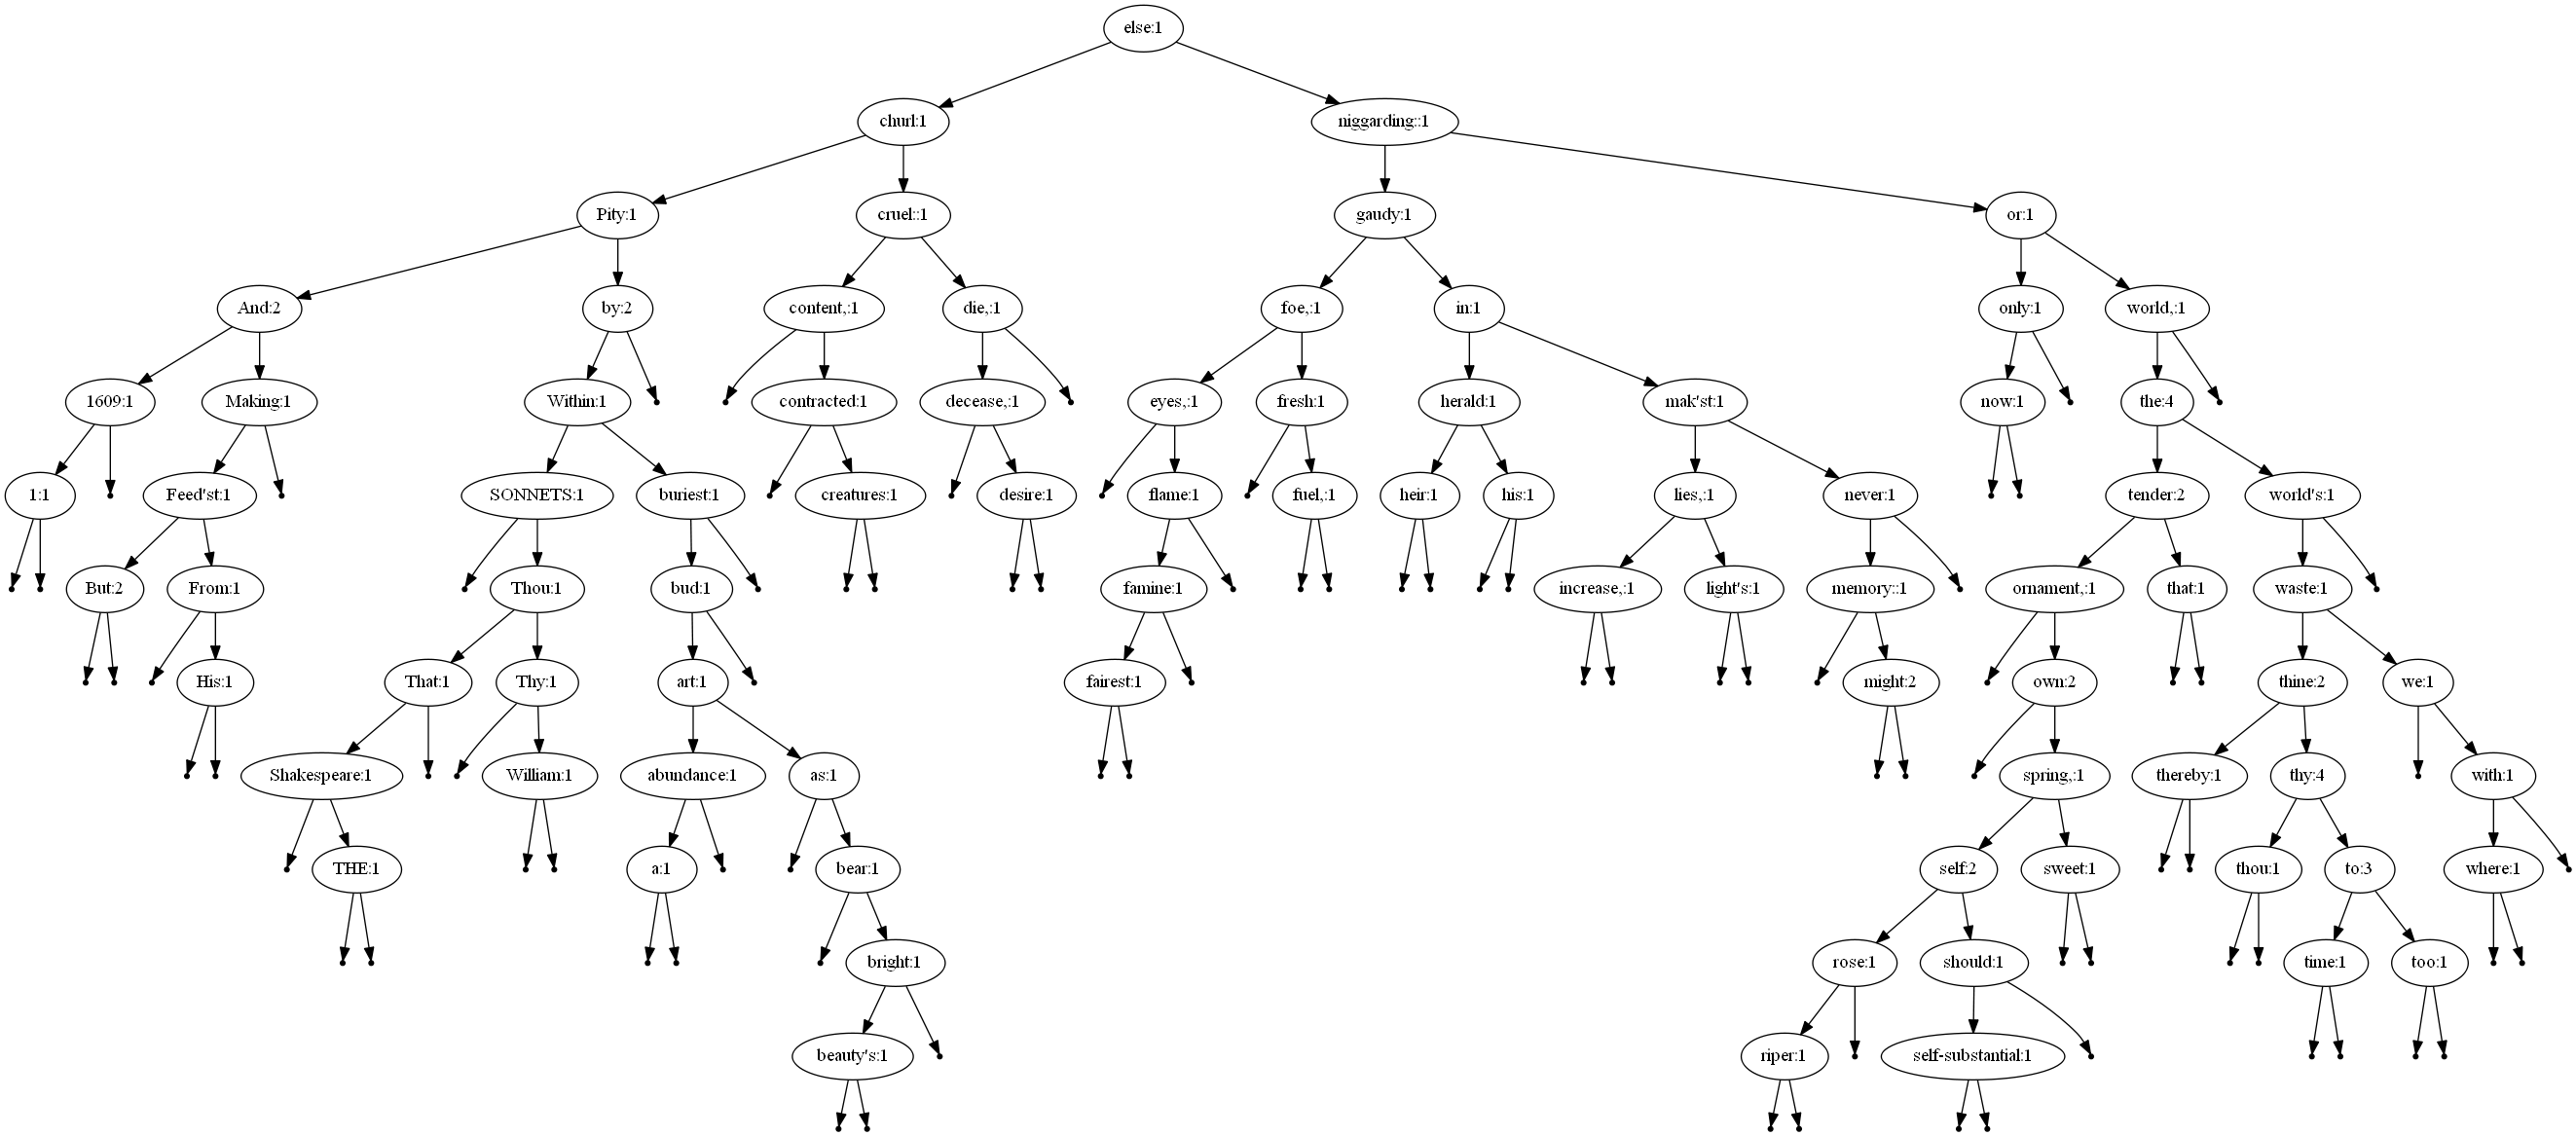 else:1
churl:1
niggarding::1
Pity:1
cruel::1
gaudy:1
or:1
And:2
by:2
content,:1
die,:1
foe,:1
in:1
only:1
world,:1
1609:1
Making:1
Within:1
contracted:1
decease,:1
eyes,:1
fresh:1
herald:1
mak'st:1
now:1
the:4
1:1
Feed'st:1
SONNETS:1
buriest:1
creatures:1
desire:1
flame:1
fuel,:1
heir:1
his:1
lies,:1
never:1
tender:2
world's:1
But:2
From:1
Thou:1
bud:1
famine:1
increase,:1
light's:1
memory::1
ornament,:1
that:1
waste:1
His:1
That:1
Thy:1
art:1
fairest:1
might:2
own:2
thine:2
we:1
Shakespeare:1
William:1
abundance:1
as:1
spring,:1
thereby:1
thy:4
with:1
THE:1
a:1
bear:1
self:2
sweet:1
thou:1
to:3
where:1
bright:1
rose:1
should:1
time:1
too:1
beauty's:1
riper:1
self-substantial:1